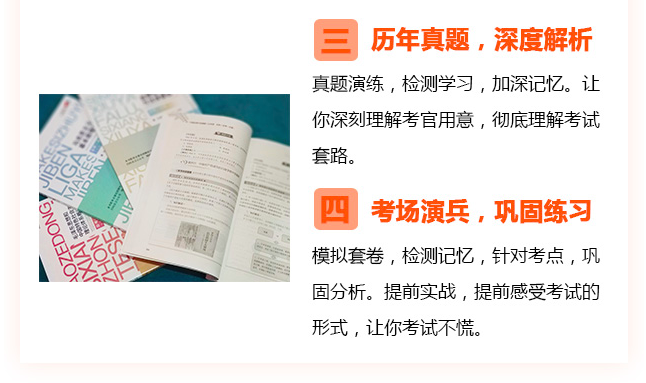 三 历年真题，深度解析
真题演练，检测学习，加深记忆。让
你深刻理解考官用意，彻底理解考试
套路。
四 考场演兵，巩固练习
模拟套卷，检测记忆，针对考点，巩
固分析。提前实战，提前感受考试的
形式，让你考试不慌。
JIBEN